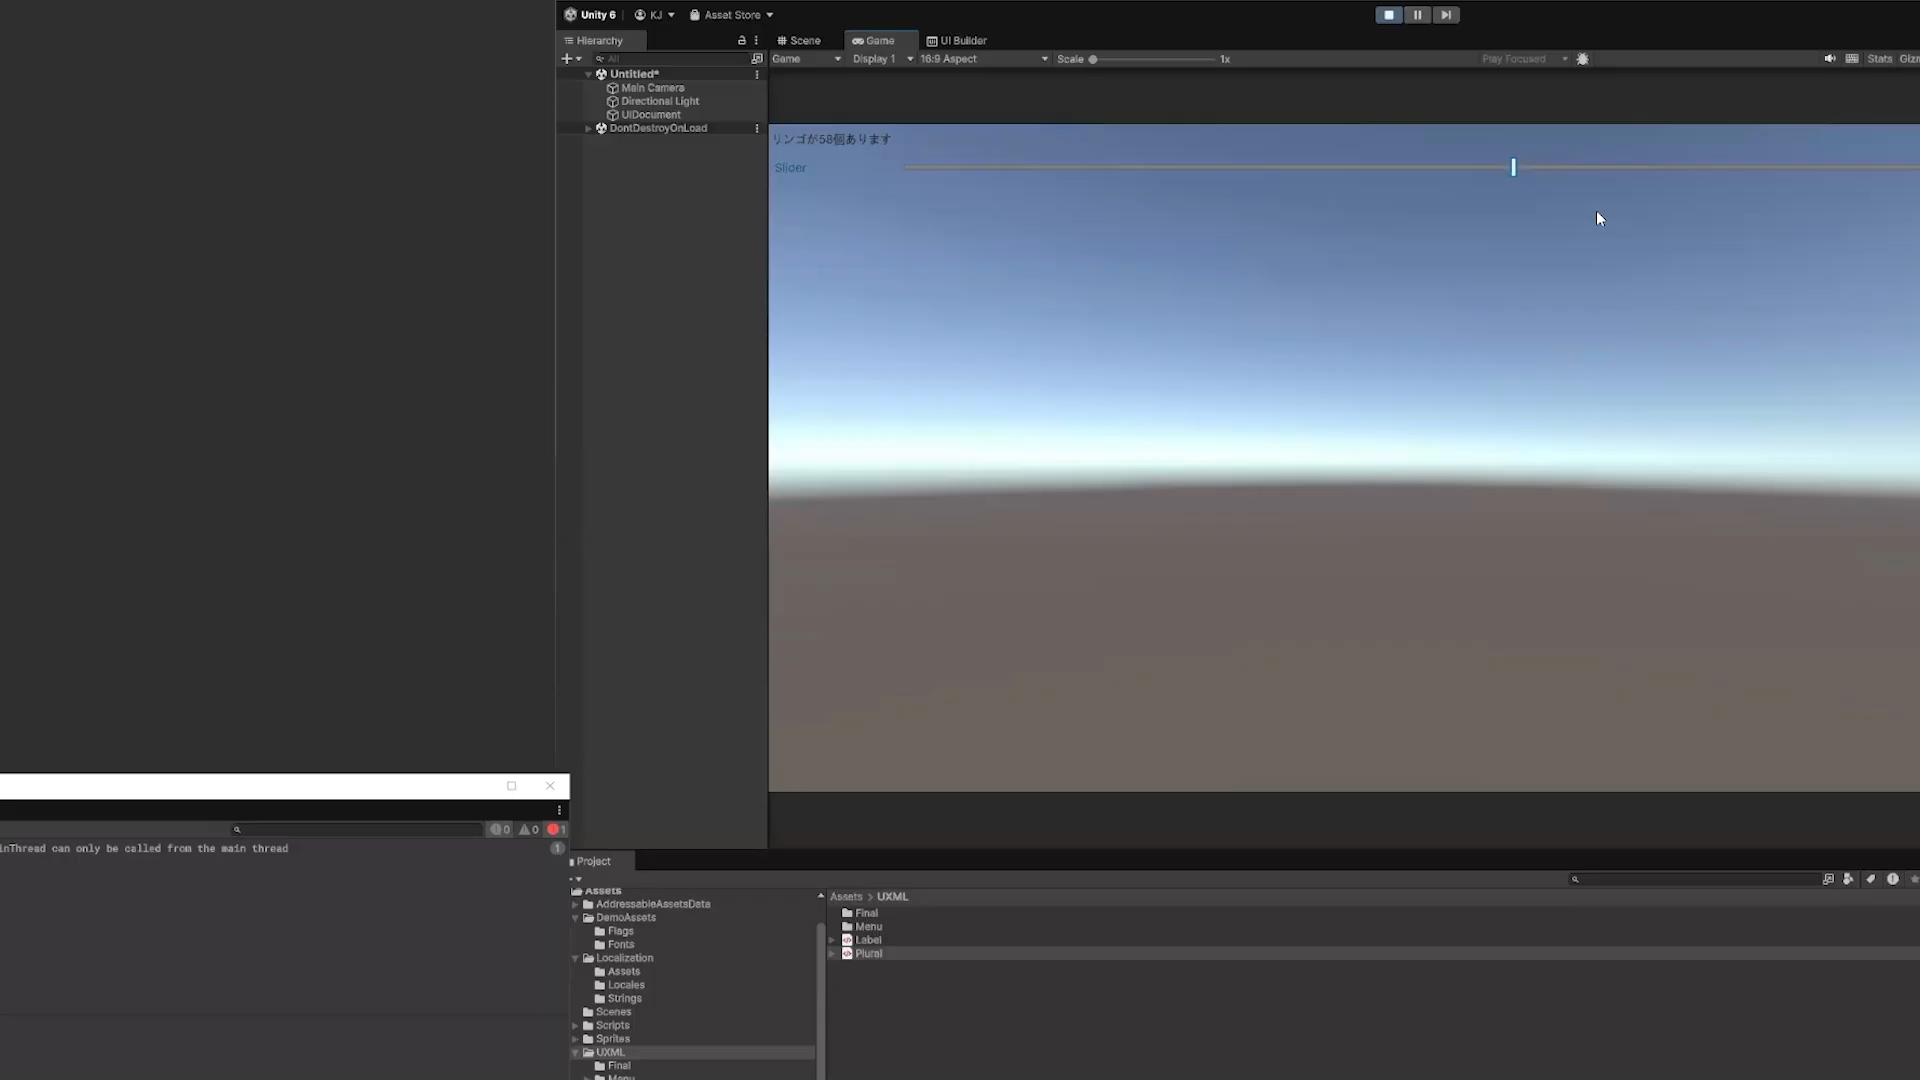 Unity 6 KJ Asset Store
Hierarchy
Scene Game UI Builder
All
Game Display 1 16:9 Aspect Scale 1x Play Focused Stats
Untitled*
Main Camera
Directional Light
UIDocument
DontDestroyOnLoad
リンゴが58個あります
Slider
0 0 1
can only be called from the main thread 1
Project
Assets
AddressableAssetsData
DemoAssets
Flags
Fonts
Localization
Assets
Locales
Strings
Scenes
Scripts
Sprites
UXML
Final
Menu
Assets > UXML
Final
Menu
Label
Plural